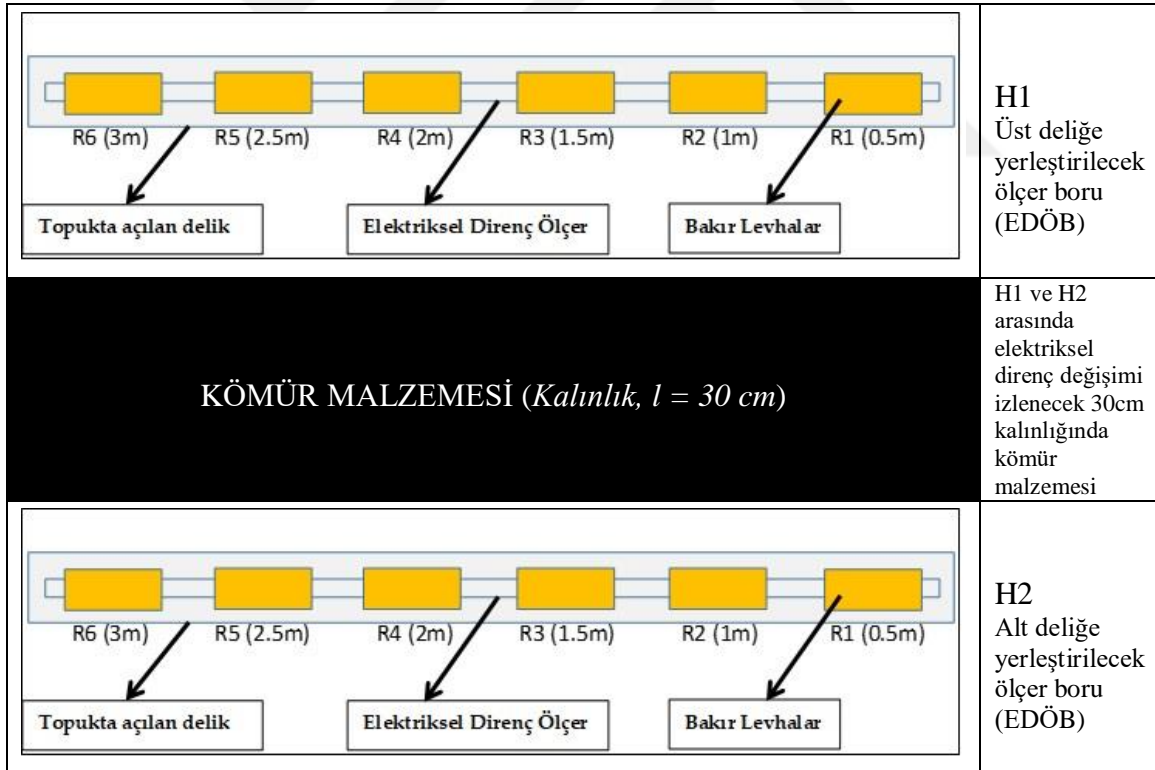 R6 (3m) R5 (2.5m) R4 (2m) R3 (1.5m) R2 (1m) R1 (0.5m)
Topukta açılan delik Elektriksel Direnç Ölçer Bakır Levhalar
H1
Üst deliğe
yerleştirilecek
ölçer boru
(EDÖB)
KÖMÜR MALZEMESİ (Kalınlık, l = 30 cm)
H1 ve H2
arasında
elektriksel
direnç değişimi
izlenecek 30cm
kalınlığında
kömür
malzemesi
R6 (3m) R5 (2.5m) R4 (2m) R3 (1.5m) R2 (1m) R1 (0.5m)
Topukta açılan delik Elektriksel Direnç Ölçer Bakır Levhalar
H2
Alt deliğe
yerleştirilecek
ölçer boru
(EDÖB)